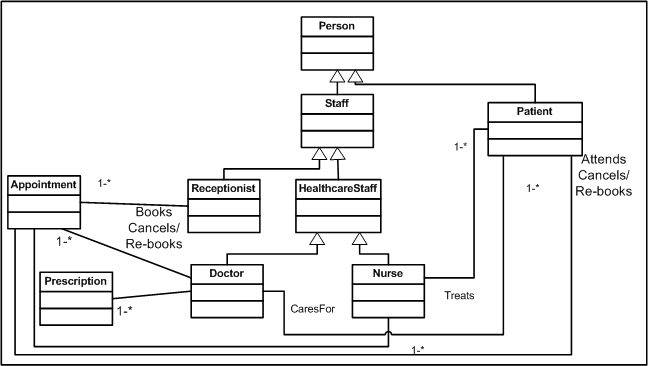 Person
Staff
Patient
1-*
Attends
Cancels/
Re-books
Appointment
1-*
Receptionist
HealthcareStaff
1-*
Books
Cancels/
Re-books
1-*
Doctor
Nurse
Prescription
1-*
CaresFor
Treats
1-*